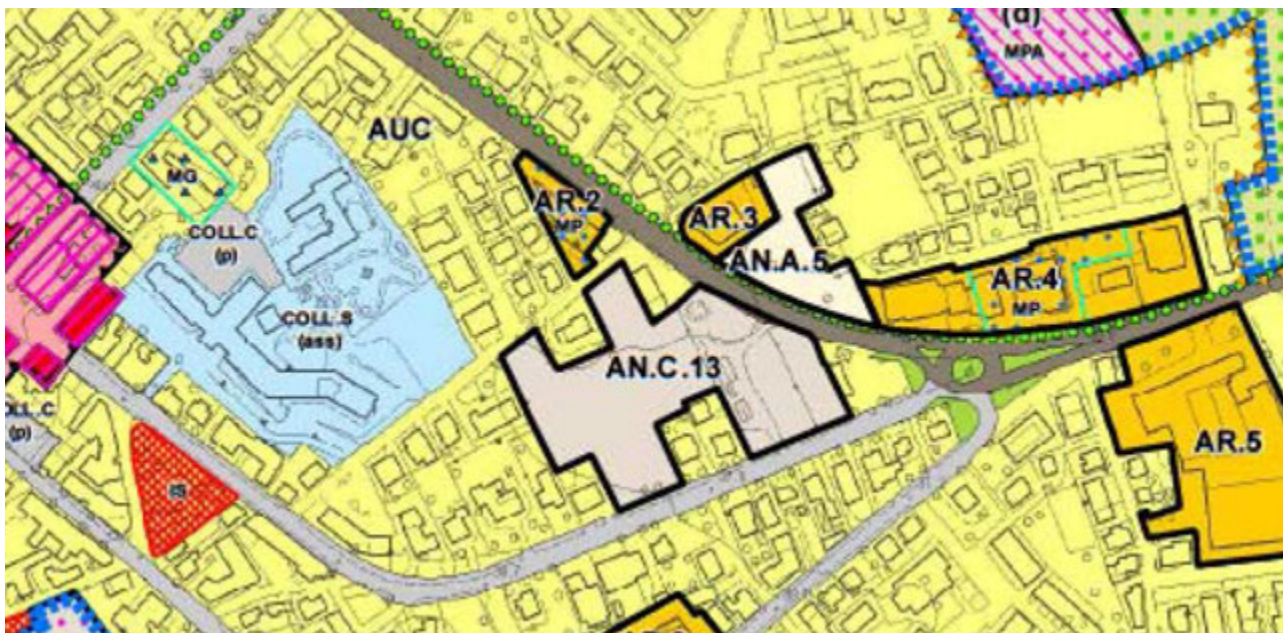 (d)
MPA
AUC
MG
AR.2
MP
AR.3
COLL.C
(p)
AN.A.5
AR.4
MP
COLL.S
(ass)
AN.C.13
(p)
AR.5